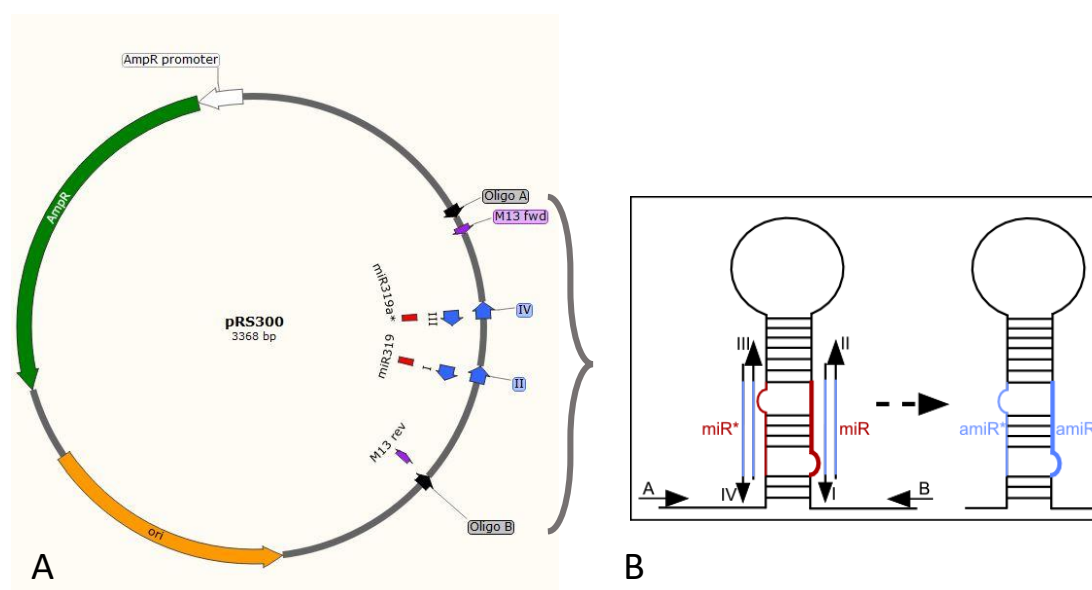 AmpR promoter
Oligo A
M13 fwd
AmpR
miR319a*
III
IV
pRS300
3368 bp
miR319
I
II
M13 rev
Oligo B
ori
A
III
II
miR*
miR
amiR*
amiR
A
IV
I
B
B